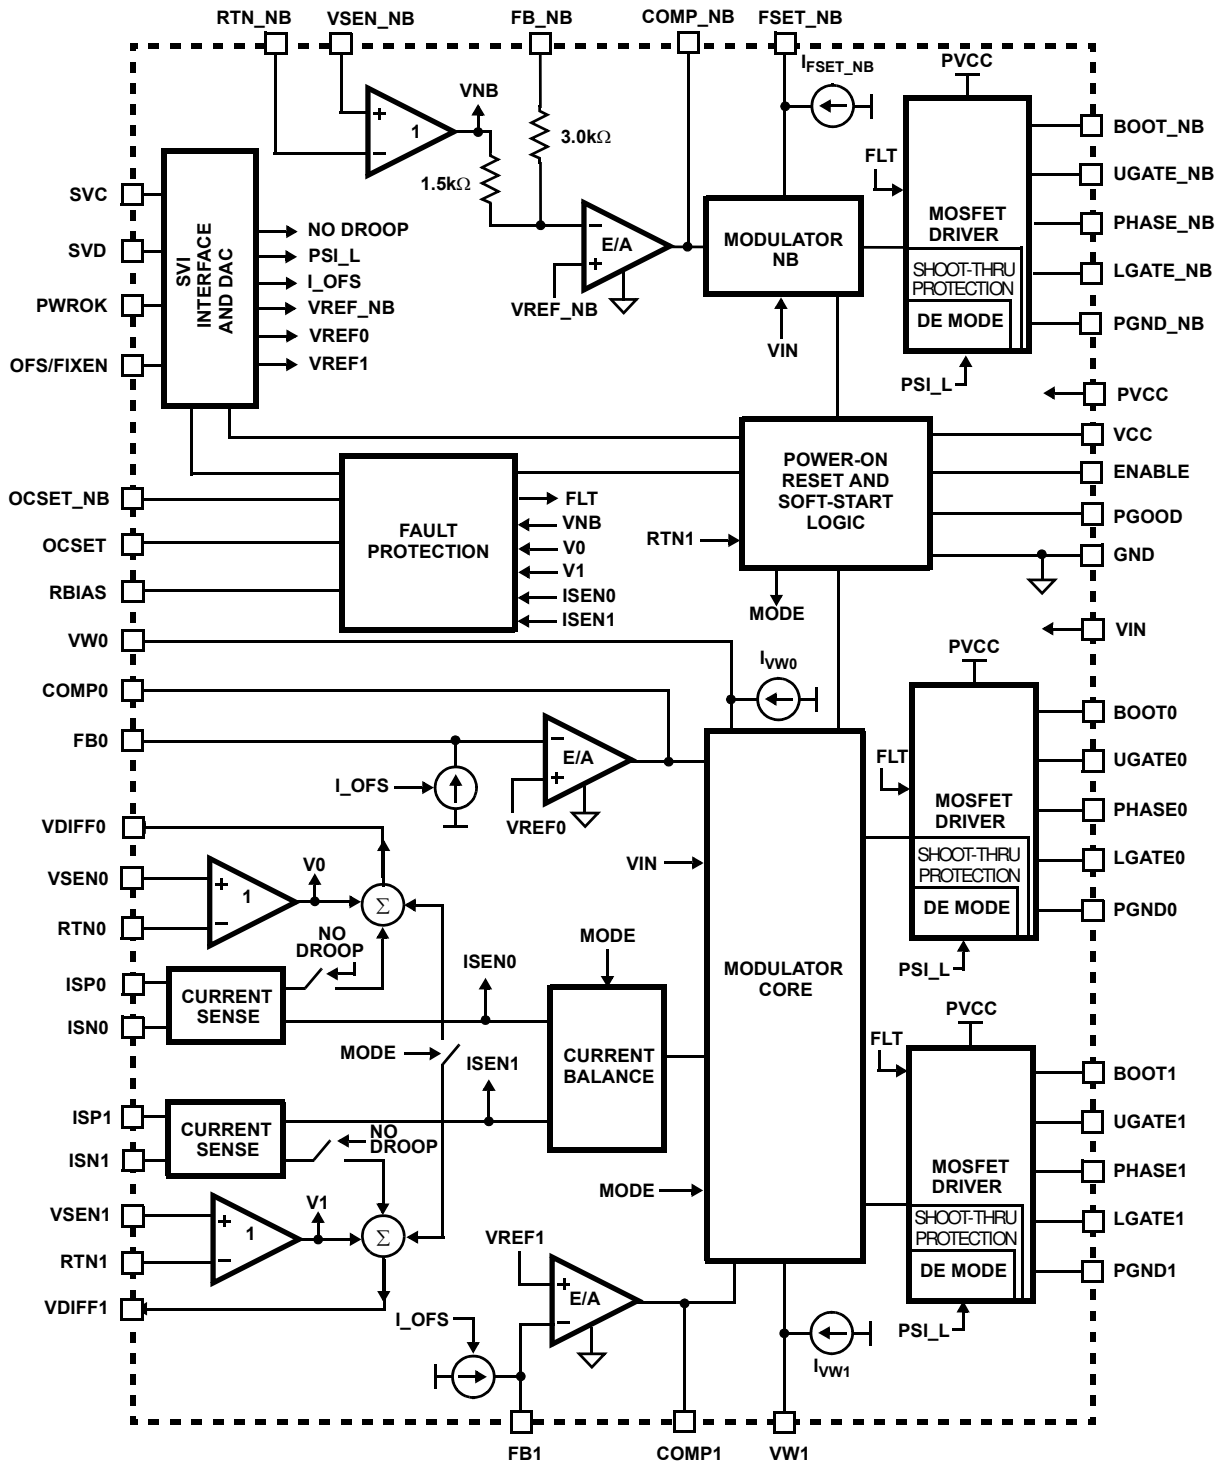 RTN_NB
VSEN_NB
FB_NB
COMP_NB
FSET_NB
IFSET_NB
PVCC
VNB
+
−
1
3.0kΩ
1.5kΩ
FLT
BOOT_NB
UGATE_NB
PHASE_NB
LGATE_NB
PGND_NB
MOSFET
DRIVER
SHOOT-THRU
PROTECTION
DE MODE
PSI_L
SVC
SVD
PWROK
OFS/FIXEN
SVI
INTERFACE
AND DAC
NO DROOP
PSI_L
I_OFS
VREF_NB
VREF0
VREF1
−
E/A
+
VREF_NB
MODULATOR
NB
VIN
PVCC
VCC
ENABLE
PGOOD
GND
VIN
POWER-ON
RESET AND
SOFT-START
LOGIC
RTN1
MODE
OCSET_NB
OCSET
RBIAS
FAULT
PROTECTION
FLT
VNB
V0
V1
ISEN0
ISEN1
VW0
COMP0
FB0
IVW0
−
E/A
+
I_OFS
VREF0
PVCC
FLT
MOSFET
DRIVER
SHOOT-THRU
PROTECTION
DE MODE
PSI_L
BOOT0
UGATE0
PHASE0
LGATE0
PGND0
VDIFF0
VSEN0
RTN0
+
−
1
V0
Σ
NO
DROOP
VIN
ISP0
ISN0
CURRENT
SENSE
ISEN0
MODE
MODULATOR
CORE
MODE
ISEN1
CURRENT
BALANCE
ISP1
ISN1
CURRENT
SENSE
NO
DROOP
MODE
PVCC
FLT
MOSFET
DRIVER
SHOOT-THRU
PROTECTION
DE MODE
PSI_L
BOOT1
UGATE1
PHASE1
LGATE1
PGND1
VSEN1
RTN1
VDIFF1
+
−
1
V1
Σ
VREF1
+
E/A
−
I_OFS
IVW1
FB1
COMP1
VW1